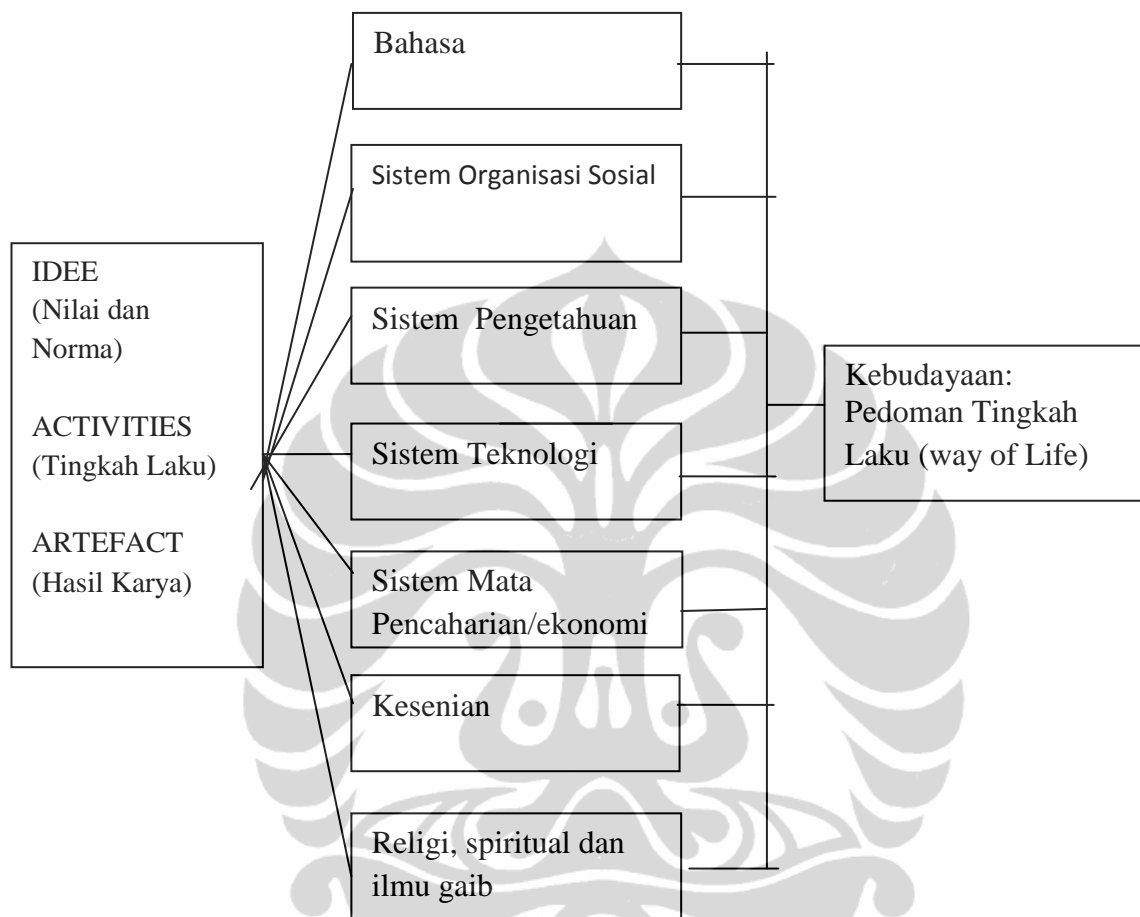 Bahasa
Sistem Organisasi Sosial
IDEE
(Nilai dan
Norma)
ACTIVITIES
(Tingkah Laku)
ARTEFACT
(Hasil Karya)
Sistem Pengetahuan
Sistem Teknologi
Sistem Mata
Pencaharian/ekonomi
Kesenian
Religi, spiritual dan
ilmu gaib
Kebudayaan:
Pedoman Tingkah
Laku (way of Life)